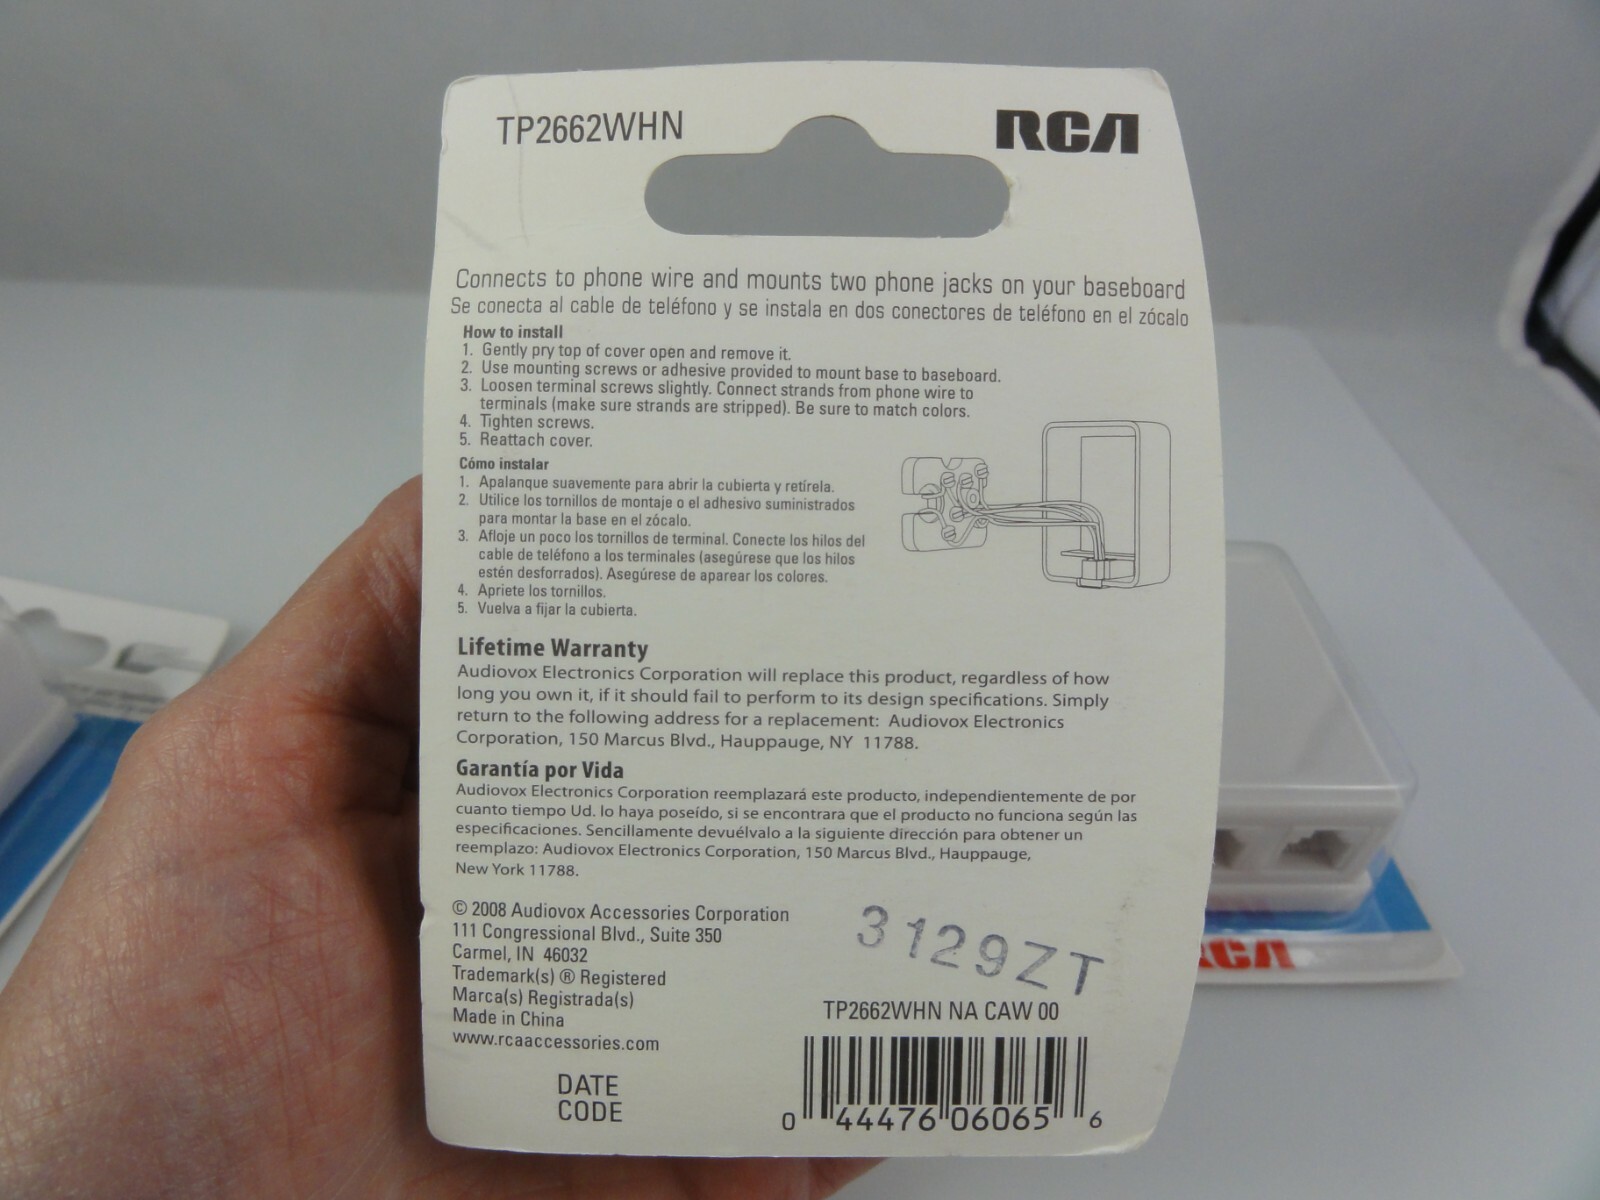 TP2662WHN
RCA
Connects to phone wire and mounts two phone jacks on your baseboard
Se conecta al cable de teléfono y se instala en dos conectores de teléfono en el zócalo
How to install
1. Gently pry top of cover open and remove it.
2. Use mounting screws or adhesive provided to mount base to baseboard.
3. Loosen terminal screws slightly. Connect strands from phone wire to
terminals (make sure strands are stripped). Be sure to match colors.
4. Tighten screws.
5. Reattach cover.
Cómo instalar
1. Apalanque suavemente para abrir la cubierta y retírela.
2. Utilice los tornillos de montaje o el adhesivo suministrados
para montar la base en el zócalo.
3. Afloje un poco los tornillos de terminal. Conecte los hilos del
cable de teléfono a los terminales (asegúrese que los hilos
estén desforrados). Asegúrese de aparear los colores.
4. Apriete los tornillos.
5. Vuelva a fijar la cubierta.
Lifetime Warranty
Audiovox Electronics Corporation will replace this product, regardless of how
long you own it, if it should fail to perform to its design specifications. Simply
return to the following address for a replacement: Audiovox Electronics
Corporation, 150 Marcus Blvd., Hauppauge, NY 11788.
Garantía por Vida
Audiovox Electronics Corporation reemplazará este producto, independientemente de por
cuanto tiempo Ud. lo haya poseído, si se encontrara que el producto no funciona según las
especificaciones. Sencillamente devuélvalo a la siguiente dirección para obtener un
reemplazo: Audiovox Electronics Corporation, 150 Marcus Blvd., Hauppauge,
New York 11788.
© 2008 Audiovox Accessories Corporation
111 Congressional Blvd., Suite 350
Carmel, IN 46032
Trademark(s) ® Registered
Marca(s) Registrada(s)
Made in China
www.rcaaccessories.com
DATE
CODE
3129ZT
TP2662WHN NA CAW 00
0 44476 06065 6
RCA